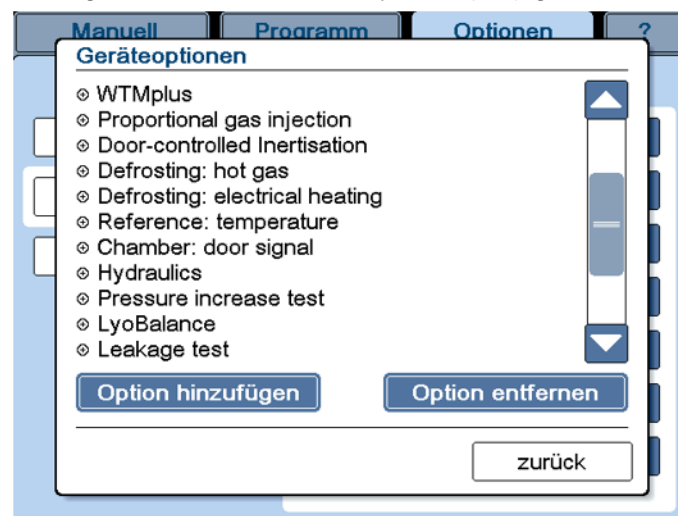 Manuell Programm Optionen ?
Geräteoptionen
WTMplus
Proportional gas injection
Door-controlled Inertisation
Defrosting: hot gas
Defrosting: electrical heating
Reference: temperature
Chamber: door signal
Hydraulics
Pressure increase test
LyoBalance
Leakage test
Option hinzufügen Option entfernen
zurück